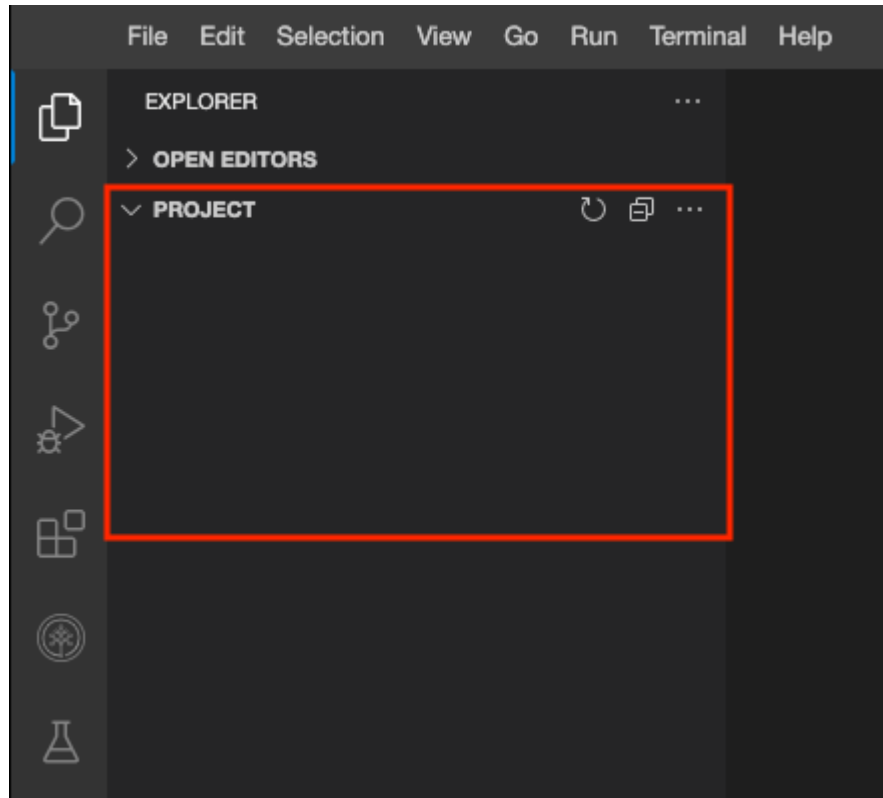 File Edit Selection View Go Run Terminal Help
EXPLORER
OPEN EDITORS
PROJECT